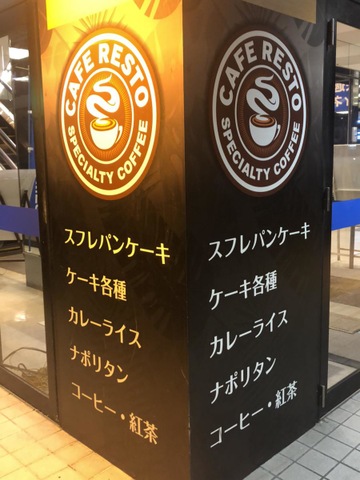 CAFE RESTO
SPECIALTY COFFEE
スフレパンケーキ
ケーキ各種
カレーライス
ナポリタン
コーヒー・紅茶
CAFE RESTO
SPECIALTY COFFEE
スフレパンケーキ
ケーキ各種
カレーライス
ナポリタン
コーヒー・紅茶